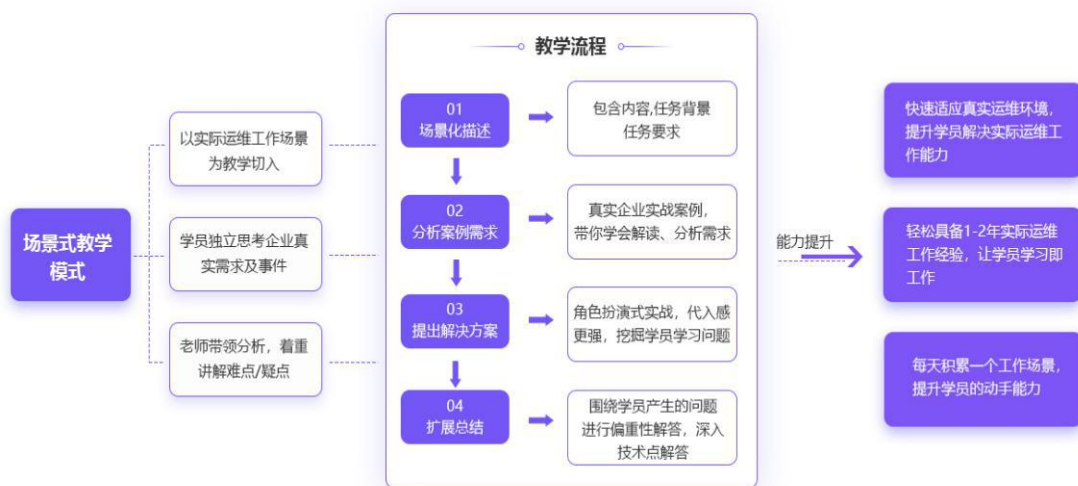 场景式教学
模式
以实际运维工作场景
为教学切入
学员独立思考企业真
实需求及事件
老师带领分析，着重
讲解难点/疑点
教学流程
01
场景化描述
包含内容,任务背景
任务要求
02
分析案例需求
真实企业实战案例，
带你学会解读、分析需求
03
提出解决方案
角色扮演式实战，代入感
更强，挖掘学员学习问题
04
扩展总结
围绕学员产生的问题
进行偏重性解答，深入
技术点解答
能力提升
快速适应真实运维环境，
提升学员解决实际运维工
作能力
轻松具备1-2年实际运维
工作经验，让学员学习即
工作
每天积累一个工作场景，
提升学员的动手能力